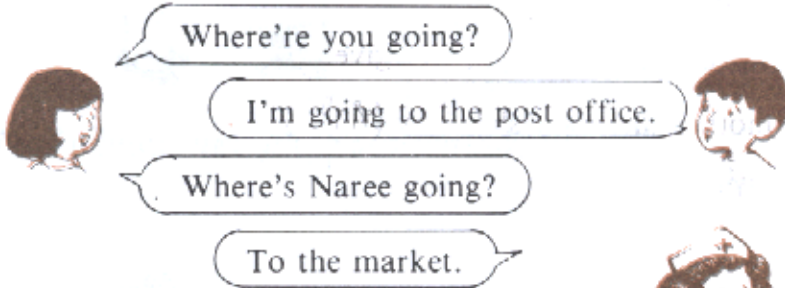 Where're you going?
I'm going to the post office.
Where's Naree going?
To the market.